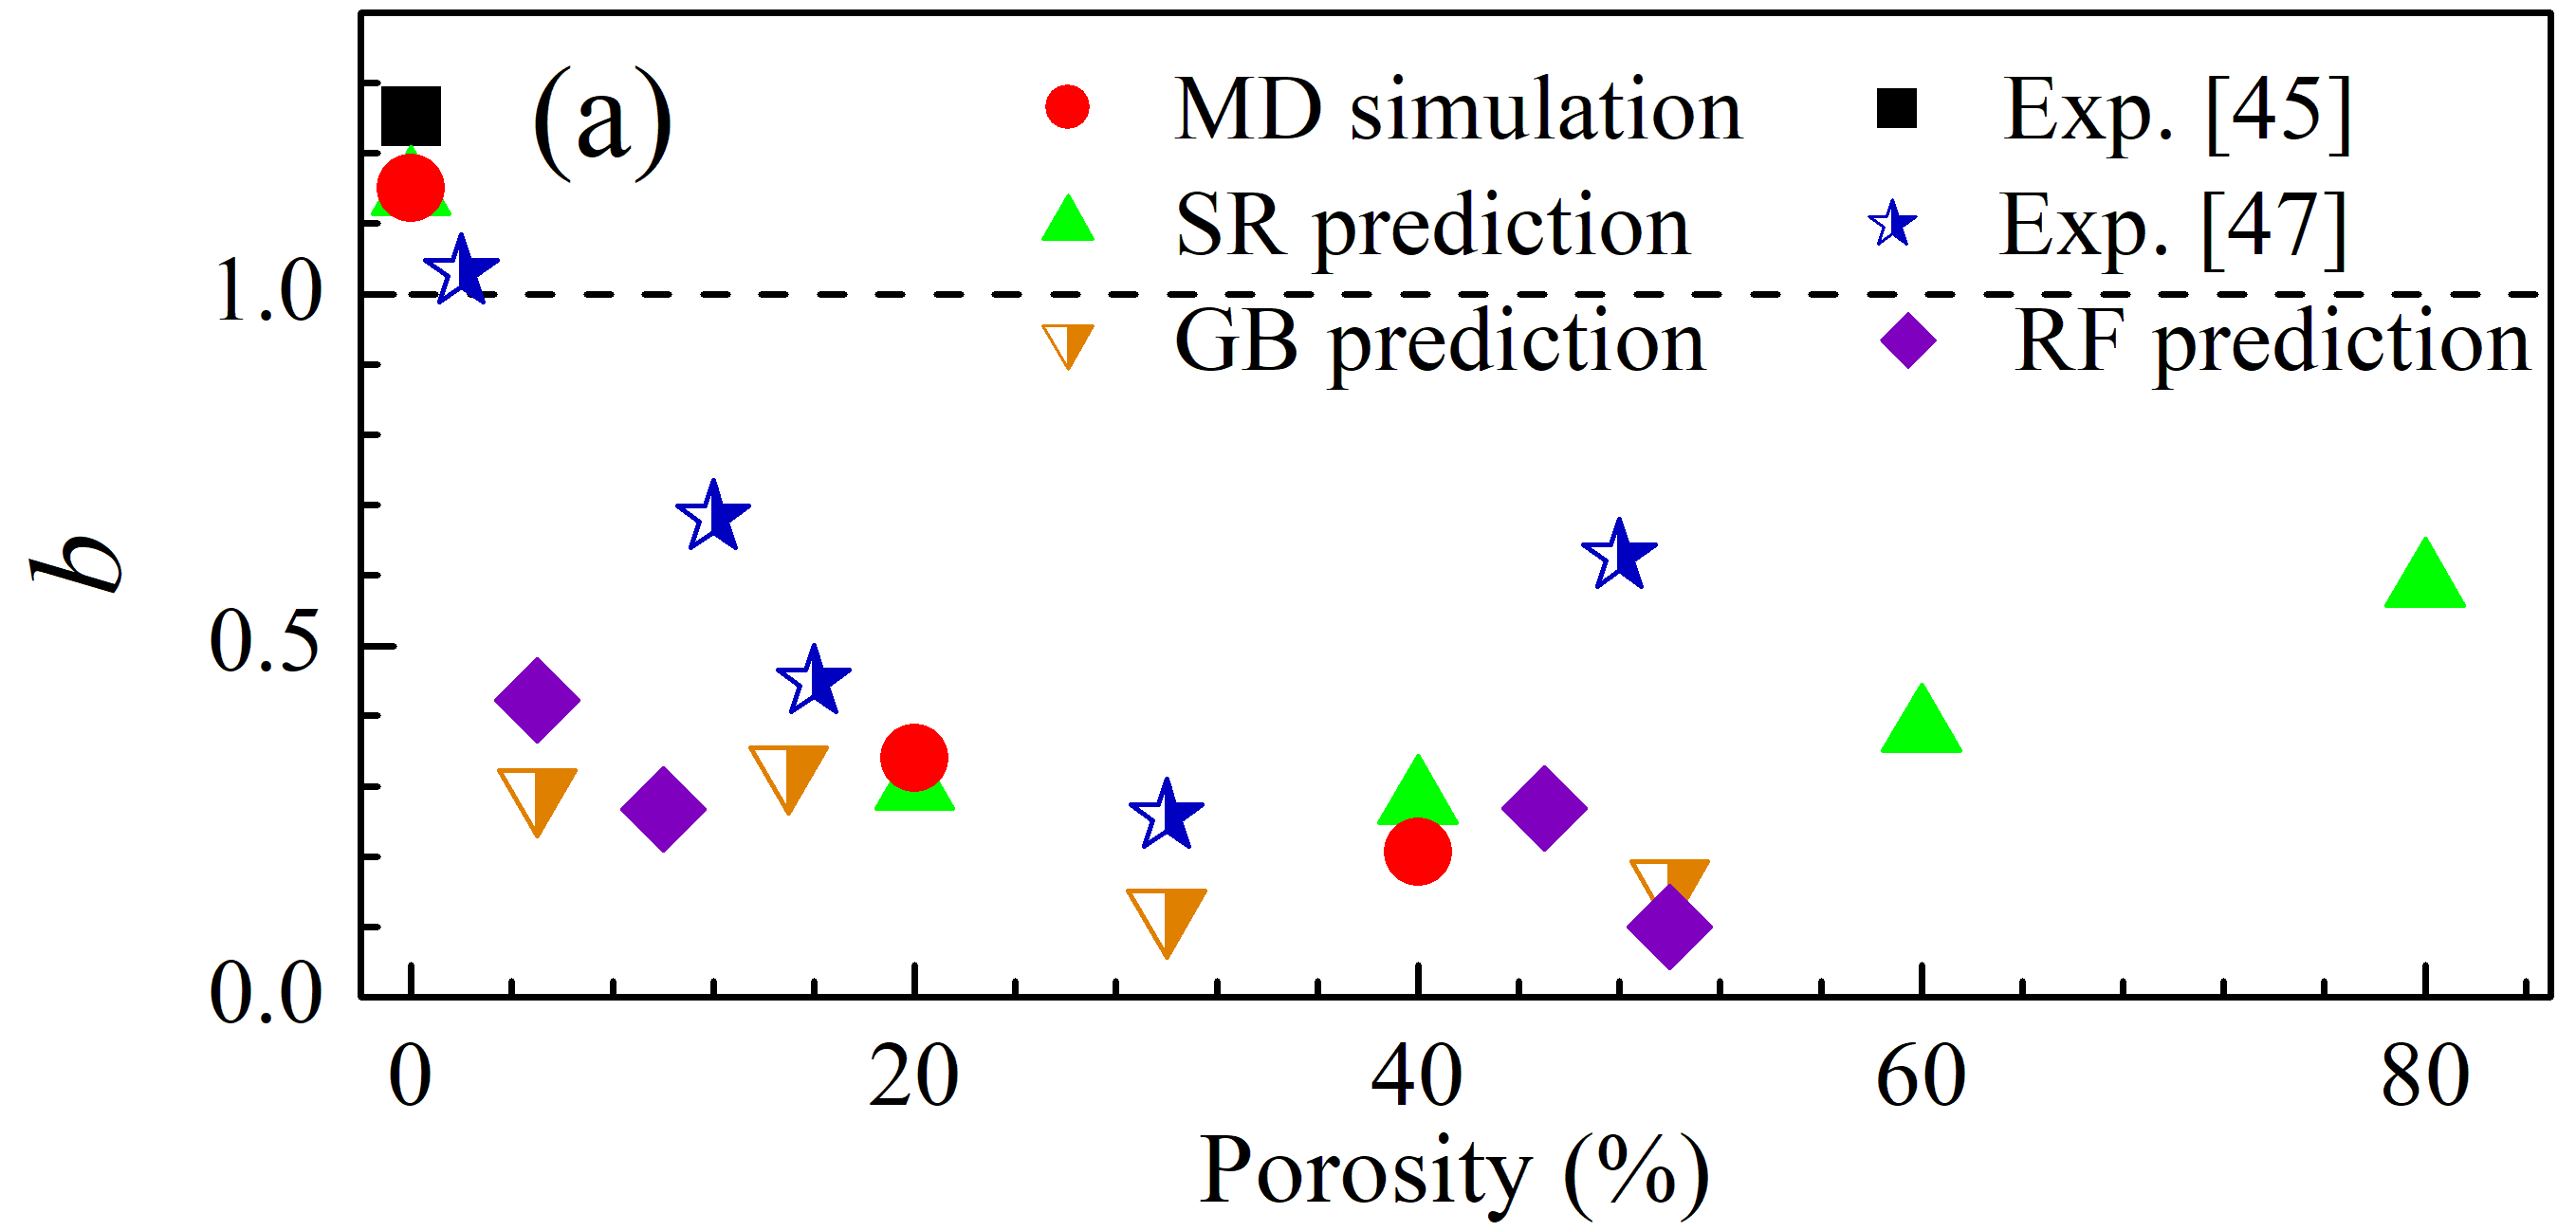 (a)
MD simulation
Exp. [45]
SR prediction
Exp. [47]
GB prediction
RF prediction
1.0
0.5
0.0
b
0 20 40 60 80
Porosity (%)